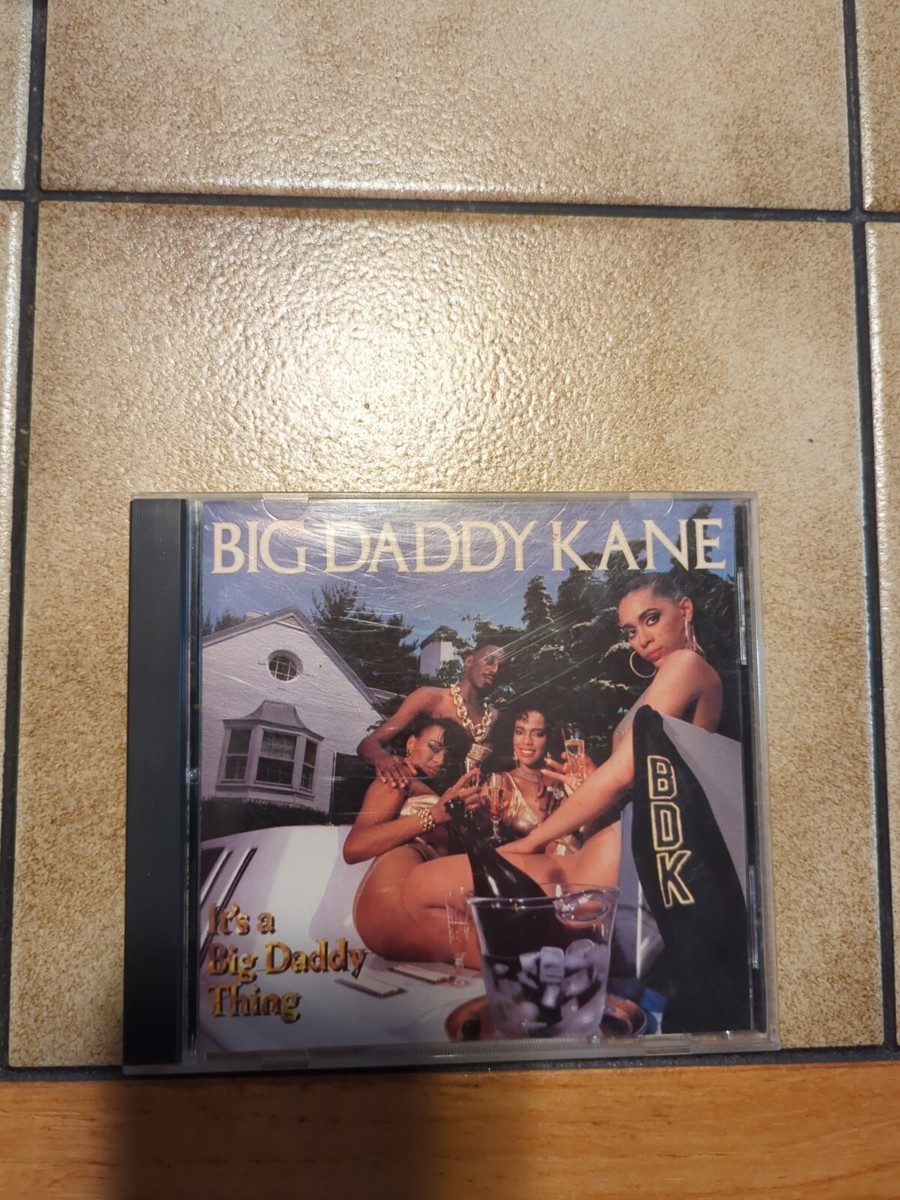 BIG DADDY KANE
BDK
It's a
Big Daddy
Thing